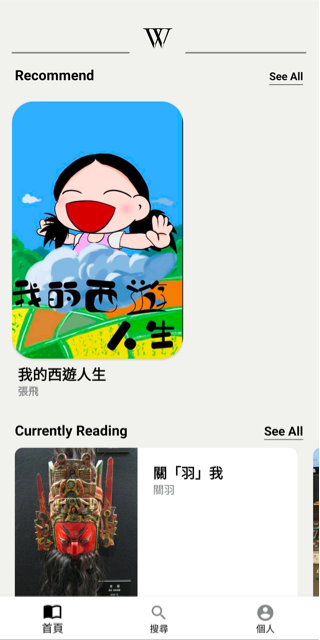 W
Recommend
See All
我的西遊
人生
我的西遊人生
張飛
Currently Reading
See All
關「羽」我
關羽
首頁
搜尋
個人